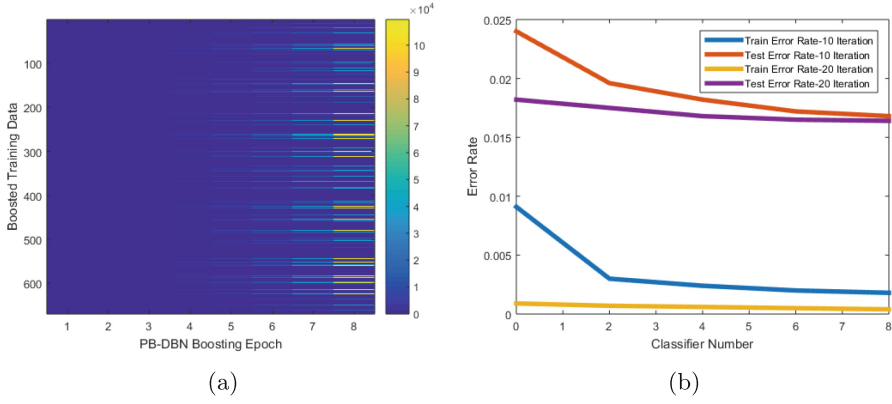 ×10^4
100
200
300
400
500
600
Boosted Training Data
1 2 3 4 5 6 7 8
PB-DBN Boosting Epoch
10
9
8
7
6
5
4
3
2
1
0
(a)
0.025
0.02
0.015
0.01
0.005
0
Error Rate
Train Error Rate-10 Iteration
Test Error Rate-10 Iteration
Train Error Rate-20 Iteration
Test Error Rate-20 Iteration
0 1 2 3 4 5 6 7 8
Classifier Number
(b)